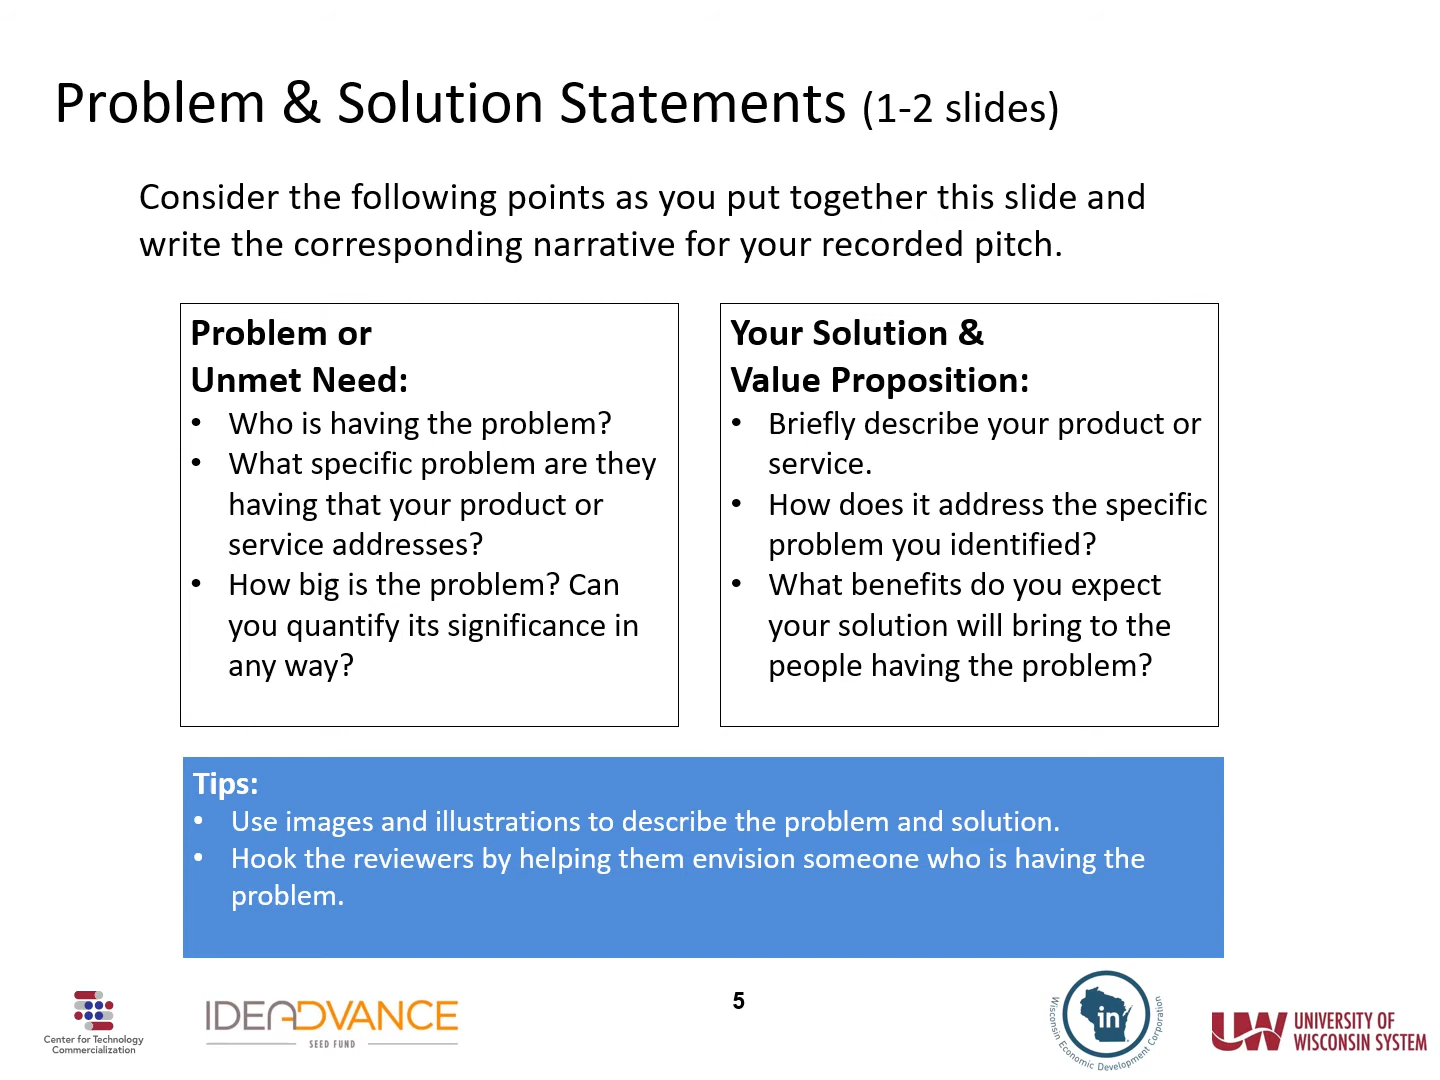 Problem & Solution Statements (1-2 slides)
Consider the following points as you put together this slide and
write the corresponding narrative for your recorded pitch.
Problem or
Unmet Need:
• Who is having the problem?
• What specific problem are they
having that your product or
service addresses?
• How big is the problem? Can
you quantify its significance in
any way?
Your Solution &
Value Proposition:
• Briefly describe your product or
service.
• How does it address the specific
problem you identified?
• What benefits do you expect
your solution will bring to the
people having the problem?
Tips:
• Use images and illustrations to describe the problem and solution.
• Hook the reviewers by helping them envision someone who is having the
problem.
Center for Technology
Commercialization
IDEADVANCE
SEED FUND
5
in
Wisconsin Economic Development Corporation
UW
UNIVERSITY OF
WISCONSIN SYSTEM